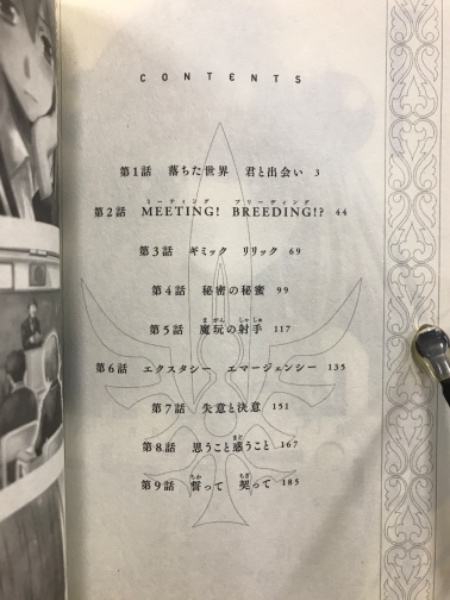 CONTENTS
第1話 落ちた世界 君と出会い 3
ミーティング ブリーディング
第2話 MEETING! BREEDING!? 44
第3話 ギミック リリック 69
第4話 秘密の秘蜜 99
まがん しゃしゅ
第5話 魔玩の射手 117
第6話 エクスタシー エマージェンシー 135
第7話 失意と決意 151
まど
第8話 思うこと惑うこと 167
ちか ちぎ
第9話 誓って 契って 185